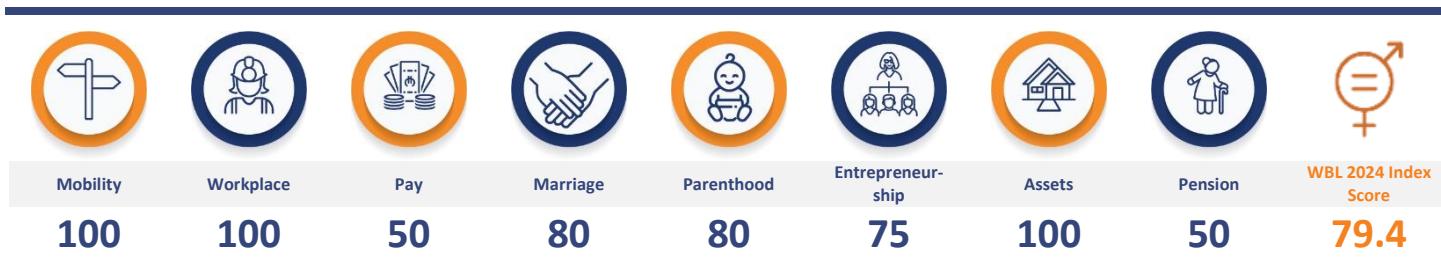 Mobility
Workplace
Pay
Marriage
Parenthood
Entrepreneur-
ship
Assets
Pension
WBL 2024 Index
Score
100
100
50
80
80
75
100
50
79.4